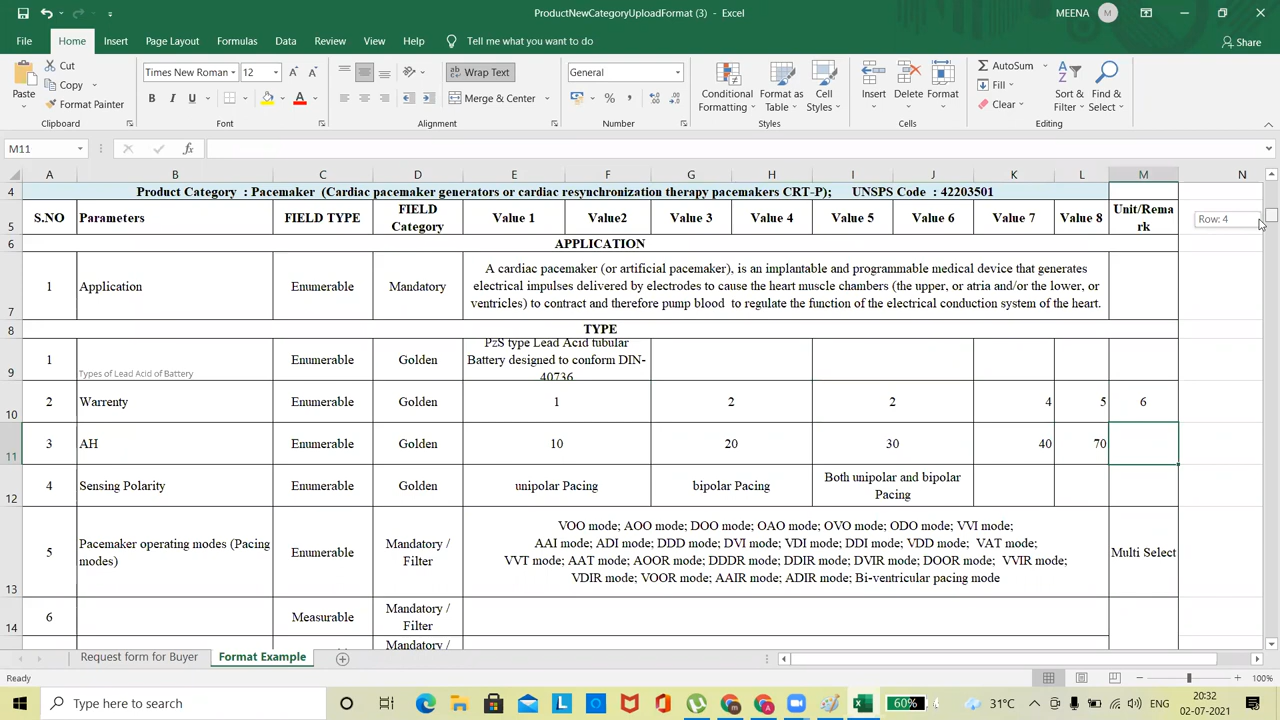 ProductNewCategoryUploadFormat (3) - Excel
MEENA
M
File
Home
Insert
Page Layout
Formulas
Data
Review
View
Help
Tell me what you want to do
Share
Paste
Cut
Copy
Format Painter
Clipboard
Times New Roman
12
B I U
Font
Wrap Text
Merge & Center
Alignment
General
Number
Conditional Formatting
Format as Table
Cell Styles
Styles
Insert
Delete
Format
Cells
AutoSum
Fill
Clear
Sort & Filter
Find & Select
Editing
M11
fx
A B C D E F G H I J K L M N
4 Product Category : Pacemaker (Cardiac pacemaker generators or cardiac resynchronization therapy pacemakers CRT-P); UNSPS Code : 42203501
5 S.NO Parameters FIELD TYPE FIELD Category Value 1 Value2 Value 3 Value 4 Value 5 Value 6 Value 7 Value 8 Unit/Rema rk
Row: 4
6 APPLICATION
7 1 Application Enumerable Mandatory
A cardiac pacemaker (or artificial pacemaker), is an implantable and programmable medical device that generates
electrical impulses delivered by electrodes to cause the heart muscle chambers (the upper, or atria and/or the lower, or
ventricles) to contract and therefore pump blood to regulate the function of the electrical conduction system of the heart.
8 TYPE
9 1 Types of Lead Acid of Battery Enumerable Golden
PzS type Lead Acid tubular
Battery designed to conform DIN-
40736
10 2 Warrenty Enumerable Golden 1 2 2 4 5 6
11 3 AH Enumerable Golden 10 20 30 40 70
12 4 Sensing Polarity Enumerable Golden unipolar Pacing bipolar Pacing Both unipolar and bipolar Pacing
13 5 Pacemaker operating modes (Pacing modes) Enumerable Mandatory / Filter
VOO mode; AOO mode; DOO mode; OAO mode; OVO mode; ODO mode; VVI mode;
AAI mode; ADI mode; DDD mode; DVI mode; VDI mode; DDI mode; VDD mode; VAT mode;
VVT mode; AAT mode; AOOR mode; DDDR mode; DDIR mode; DVIR mode; DOOR mode; VVIR mode;
VDIR mode; VOOR mode; AAIR mode; ADIR mode; Bi-ventricular pacing mode
Multi Select
14 6 Measurable Mandatory / Filter
Mandatory /
Request form for Buyer
Format Example
Ready
100%
Type here to search
60%
31°C
ENG
20:32
02-07-2021